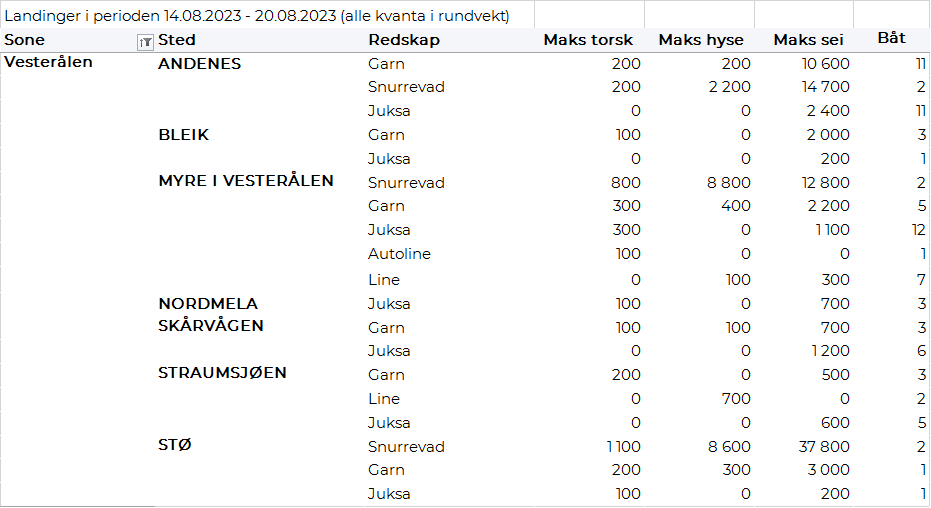 Landinger i perioden 14.08.2023 - 20.08.2023 (alle kvanta i rundvekt)
Sone Sted Redskap Maks torsk Maks hyse Maks sei Båt
Vesterålen ANDENES Garn 200 200 10 600 11
Snurrevad 200 2 200 14 700 2
Juksa 0 0 2 400 11
BLEIK Garn 100 0 2 000 3
Juksa 0 0 200 1
MYRE I VESTERÅLEN Snurrevad 800 8 800 12 800 2
Garn 300 400 2 200 5
Juksa 300 0 1 100 12
Autoline 100 0 0 1
Line 0 100 300 7
NORDMELA Juksa 100 0 700 3
SKÅRVÅGEN Garn 100 100 700 3
Juksa 0 0 1 200 6
STRAUMSJØEN Garn 200 0 500 3
Line 0 700 0 2
Juksa 0 0 600 5
STØ Snurrevad 1 100 8 600 37 800 2
Garn 200 300 3 000 1
Juksa 100 0 200 1